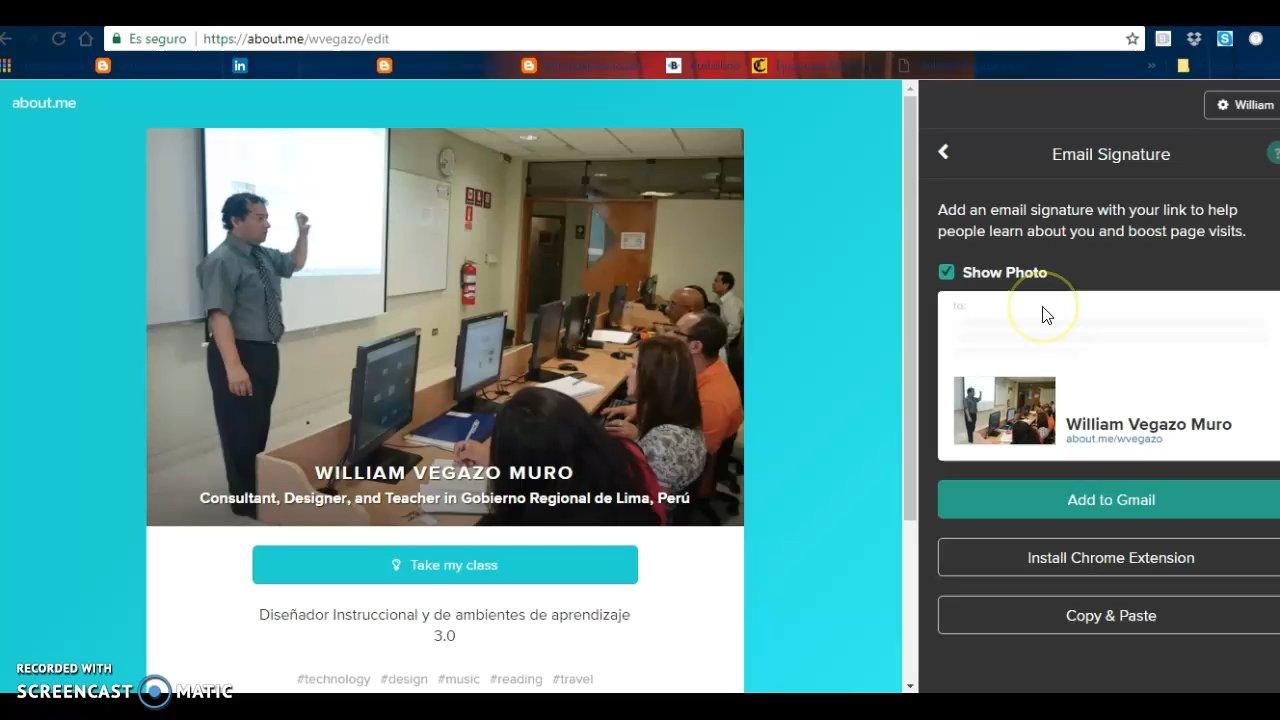 Es seguro https://about.me/wvegazo/edit
about.me
William
Email Signature
Add an email signature with your link to help
people learn about you and boost page visits.
Show Photo
to:
William Vegazo Muro
about.me/wvegazo
Add to Gmail
Install Chrome Extension
Copy & Paste
WILLIAM VEGAZO MURO
Consultant, Designer, and Teacher in Gobierno Regional de Lima, Perú
Take my class
Diseñador Instruccional y de ambientes de aprendizaje
3.0
#technology #design #music #reading #travel
RECORDED WITH
SCREENCAST MATIC